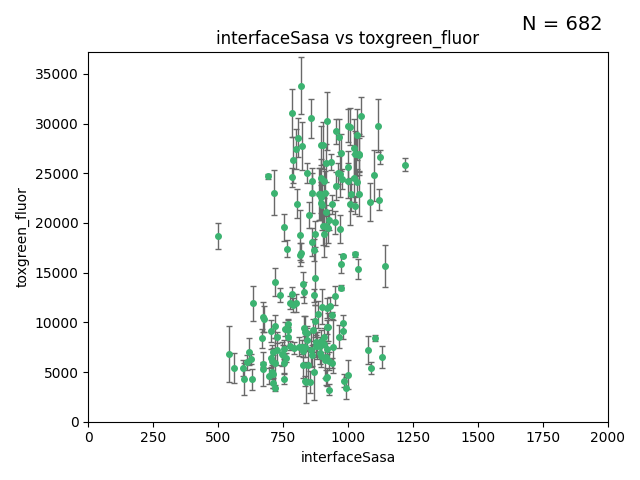 N = 682
interfaceSasa vs toxgreen_fluor
toxgreen_fluor
35000
30000
25000
20000
15000
10000
5000
0
0 250 500 750 1000 1250 1500 1750 2000
interfaceSasa